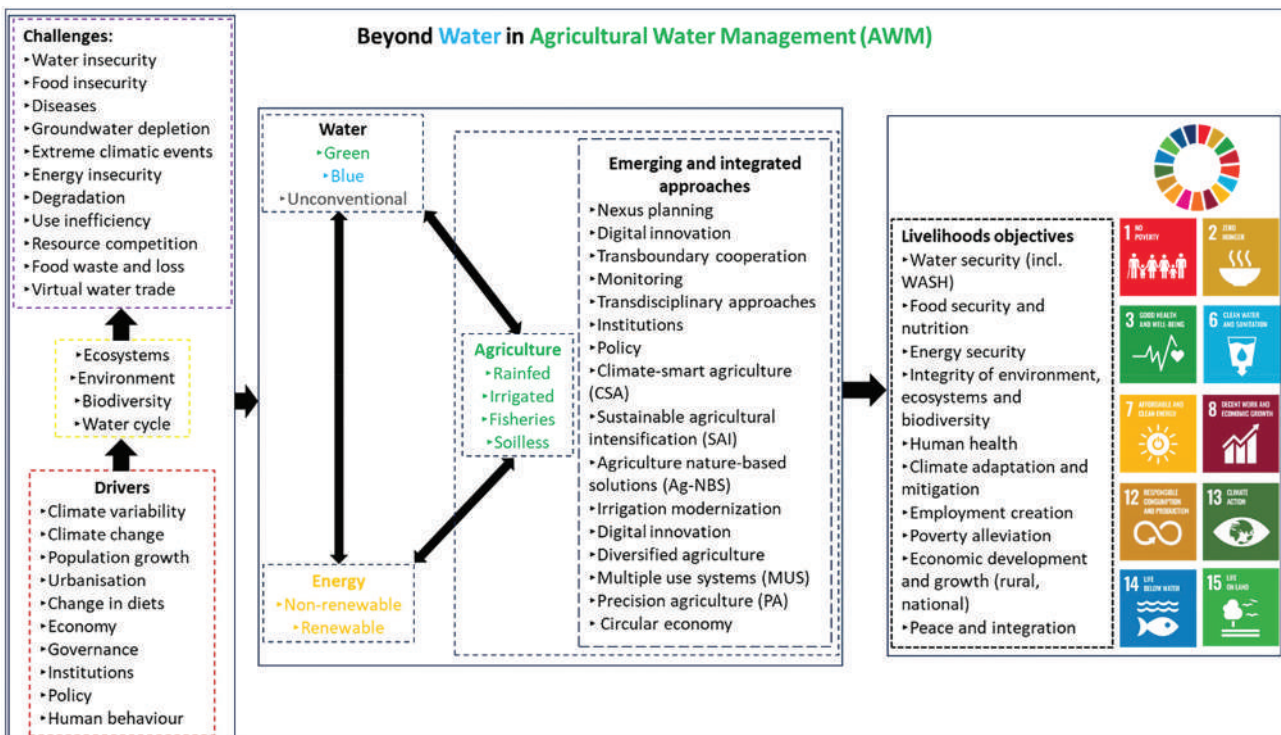 Beyond Water in Agricultural Water Management (AWM)
Challenges:
‣Water insecurity
‣Food insecurity
‣Diseases
‣Groundwater depletion
‣Extreme climatic events
‣Energy insecurity
‣Degradation
‣Use inefficiency
‣Resource competition
‣Food waste and loss
‣Virtual water trade
‣Ecosystems
‣Environment
‣Biodiversity
‣Water cycle
Drivers
‣Climate variability
‣Climate change
‣Population growth
‣Urbanisation
‣Change in diets
‣Economy
‣Governance
‣Institutions
‣Policy
‣Human behaviour
Water
‣Green
‣Blue
‣Unconventional
Agriculture
‣Rainfed
‣Irrigated
‣Fisheries
‣Soilless
Energy
‣Non-renewable
‣Renewable
Emerging and integrated
approaches
‣Nexus planning
‣Digital innovation
‣Transboundary cooperation
‣Monitoring
‣Transdisciplinary approaches
‣Institutions
‣Policy
‣Climate-smart agriculture
(CSA)
‣Sustainable agricultural
intensification (SAI)
‣Agriculture nature-based
solutions (Ag-NBS)
‣Irrigation modernization
‣Digital innovation
‣Diversified agriculture
‣Multiple use systems (MUS)
‣Precision agriculture (PA)
‣Circular economy
Livelihoods objectives
‣Water security (incl.
WASH)
‣Food security and
nutrition
‣Energy security
‣Integrity of environment,
ecosystems and
biodiversity
‣Human health
‣Climate adaptation and
mitigation
‣Employment creation
‣Poverty alleviation
‣Economic development
and growth (rural,
national)
‣Peace and integration
1 NO
POVERTY
2 ZERO
HUNGER
3 GOOD HEALTH
AND WELL-BEING
6 CLEAN WATER
AND SANITATION
7 AFFORDABLE AND
CLEAN ENERGY
8 DECENT WORK AND
ECONOMIC GROWTH
12 RESPONSIBLE
CONSUMPTION
AND PRODUCTION
13 CLIMATE
ACTION
14 LIFE
BELOW WATER
15 LIFE
ON LAND